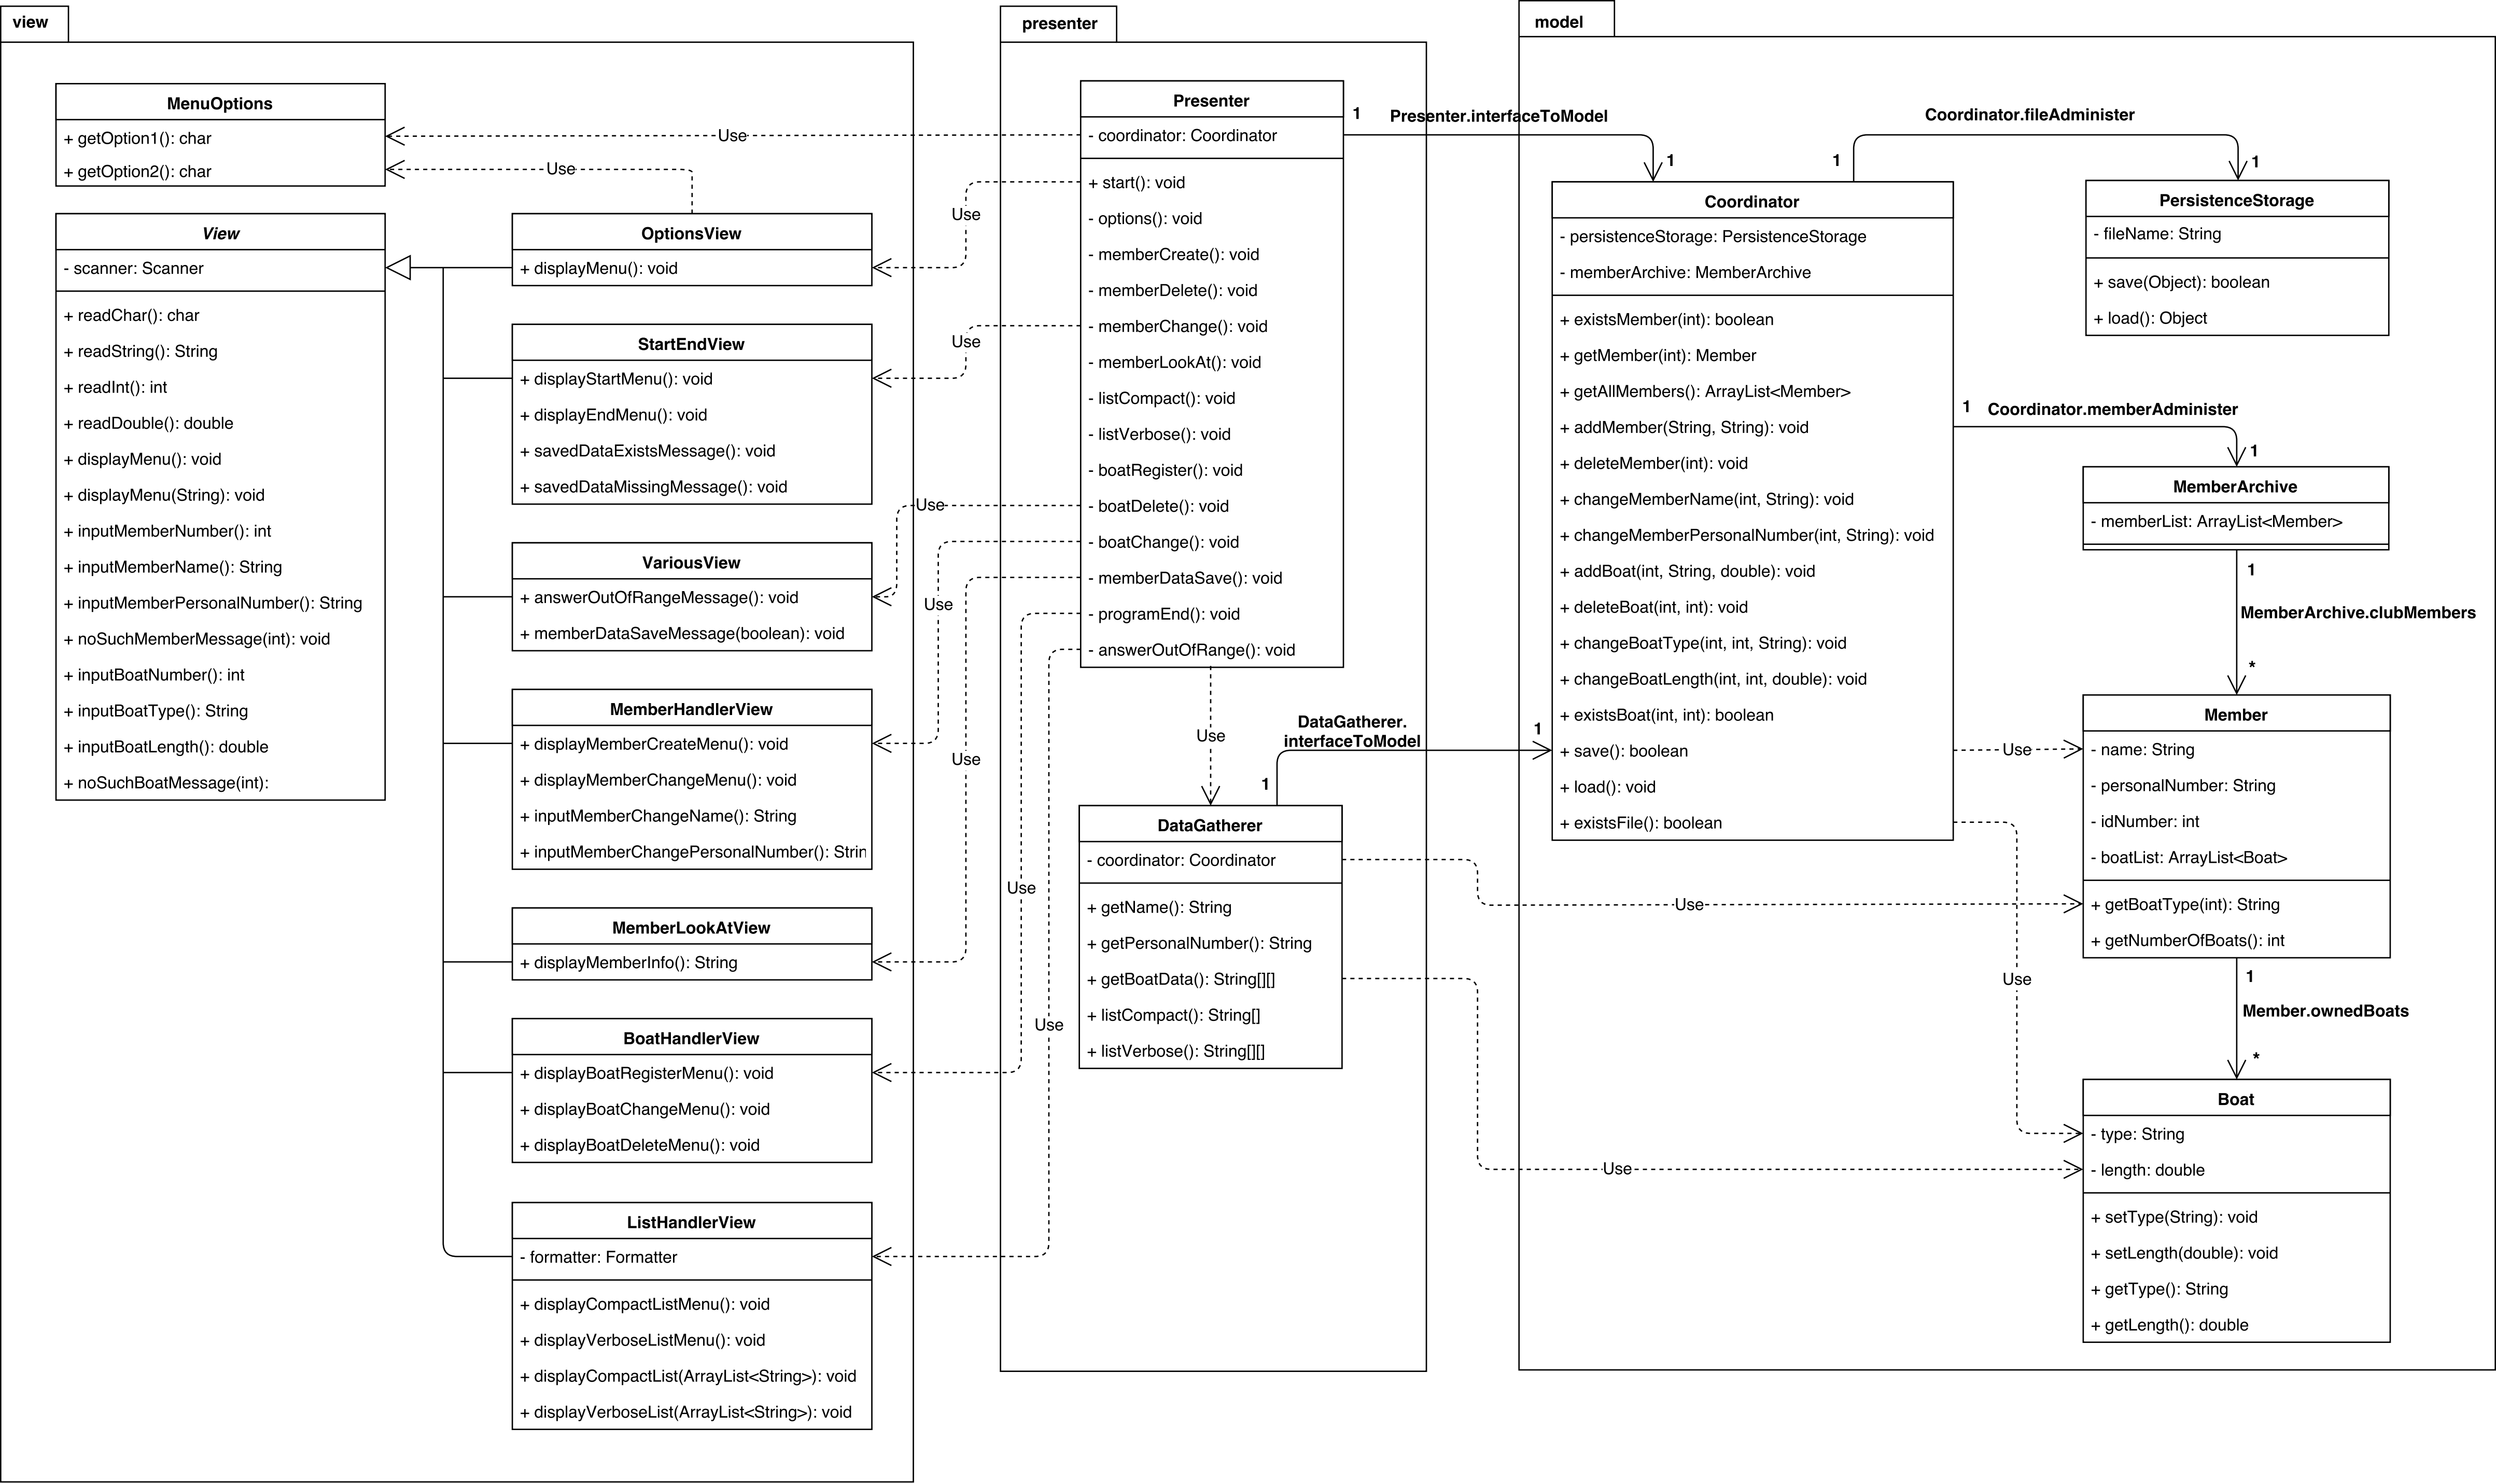 view
MenuOptions
+ getOption1(): char
+ getOption2(): char
View
- scanner: Scanner
+ readChar(): char
+ readString(): String
+ readInt(): int
+ readDouble(): double
+ displayMenu(): void
+ displayMenu(String): void
+ inputMemberNumber(): int
+ inputMemberName(): String
+ inputMemberPersonalNumber(): String
+ noSuchMemberMessage(int): void
+ inputBoatNumber(): int
+ inputBoatType(): String
+ inputBoatLength(): double
+ noSuchBoatMessage(int):
OptionsView
+ displayMenu(): void
StartEndView
+ displayStartMenu(): void
+ displayEndMenu(): void
+ savedDataExistsMessage(): void
+ savedDataMissingMessage(): void
VariousView
+ answerOutOfRangeMessage(): void
+ memberDataSaveMessage(boolean): void
MemberHandlerView
+ displayMemberCreateMenu(): void
+ displayMemberChangeMenu(): void
+ inputMemberChangeName(): String
+ inputMemberChangePersonalNumber(): Strin
MemberLookAtView
+ displayMemberInfo(): String
BoatHandlerView
+ displayBoatRegisterMenu(): void
+ displayBoatChangeMenu(): void
+ displayBoatDeleteMenu(): void
ListHandlerView
- formatter: Formatter
+ displayCompactListMenu(): void
+ displayVerboseListMenu(): void
+ displayCompactList(ArrayList<String>): void
+ displayVerboseList(ArrayList<String>): void
Use
Use
Use
Use
Use
Use
Use
Use
Use
presenter
Presenter
- coordinator: Coordinator
+ start(): void
- options(): void
- memberCreate(): void
- memberDelete(): void
- memberChange(): void
- memberLookAt(): void
- listCompact(): void
- listVerbose(): void
- boatRegister(): void
- boatDelete(): void
- boatChange(): void
- memberDataSave(): void
- programEnd(): void
- answerOutOfRange(): void
Use
DataGatherer
- coordinator: Coordinator
+ getName(): String
+ getPersonalNumber(): String
+ getBoatData(): String[][]
+ listCompact(): String[]
+ listVerbose(): String[][]
1
Presenter.interfaceToModel
1
DataGatherer.
interfaceToModel
1
1
model
Coordinator
- persistenceStorage: PersistenceStorage
- memberArchive: MemberArchive
+ existsMember(int): boolean
+ getMember(int): Member
+ getAllMembers(): ArrayList<Member>
+ addMember(String, String): void
+ deleteMember(int): void
+ changeMemberName(int, String): void
+ changeMemberPersonalNumber(int, String): void
+ addBoat(int, String, double): void
+ deleteBoat(int, int): void
+ changeBoatType(int, int, String): void
+ changeBoatLength(int, int, double): void
+ existsBoat(int, int): boolean
+ save(): boolean
+ load(): void
+ existsFile(): boolean
Coordinator.fileAdminister
1
1
PersistenceStorage
- fileName: String
+ save(Object): boolean
+ load(): Object
1
Coordinator.memberAdminister
1
MemberArchive
- memberList: ArrayList<Member>
1
MemberArchive.clubMembers
*
Member
- name: String
- personalNumber: String
- idNumber: int
- boatList: ArrayList<Boat>
+ getBoatType(int): String
+ getNumberOfBoats(): int
Use
Use
Use
Use
1
Member.ownedBoats
*
Boat
- type: String
- length: double
+ setType(String): void
+ setLength(double): void
+ getType(): String
+ getLength(): double